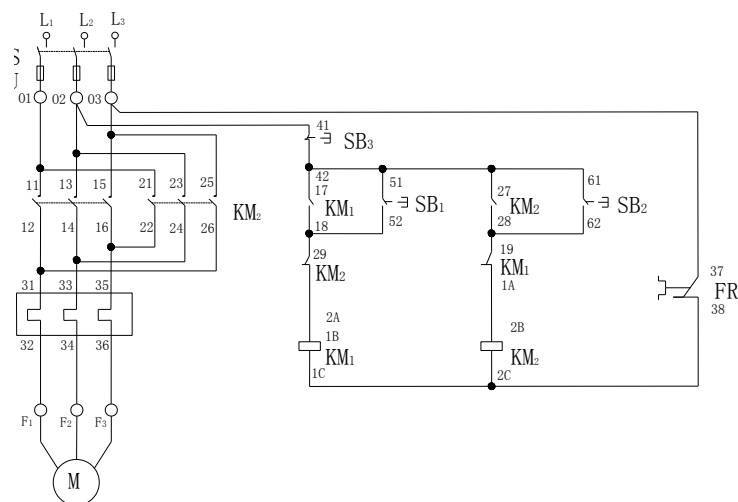 L1 L2 L3
S
U
01 02 03
41
SB3
42
11 13 15 21 23 25
12 14 16 22 24 26
KM2
17
KM1
18
51
SB1
52
27
KM2
28
61
SB2
62
29
KM2
19
KM1
1A
37
FR
38
31 33 35
32 34 36
2A
1B
KM1
1C
2B
KM2
2C
F1 F2 F3
M